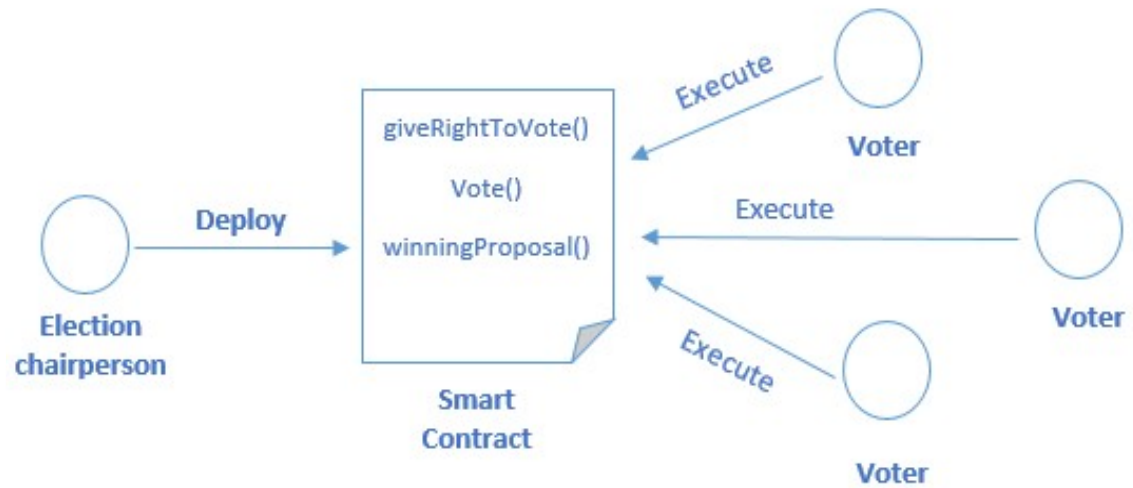 Election
chairperson
Deploy
giveRightToVote()
Vote()
winningProposal()
Smart
Contract
Execute
Voter
Execute
Voter
Execute
Voter